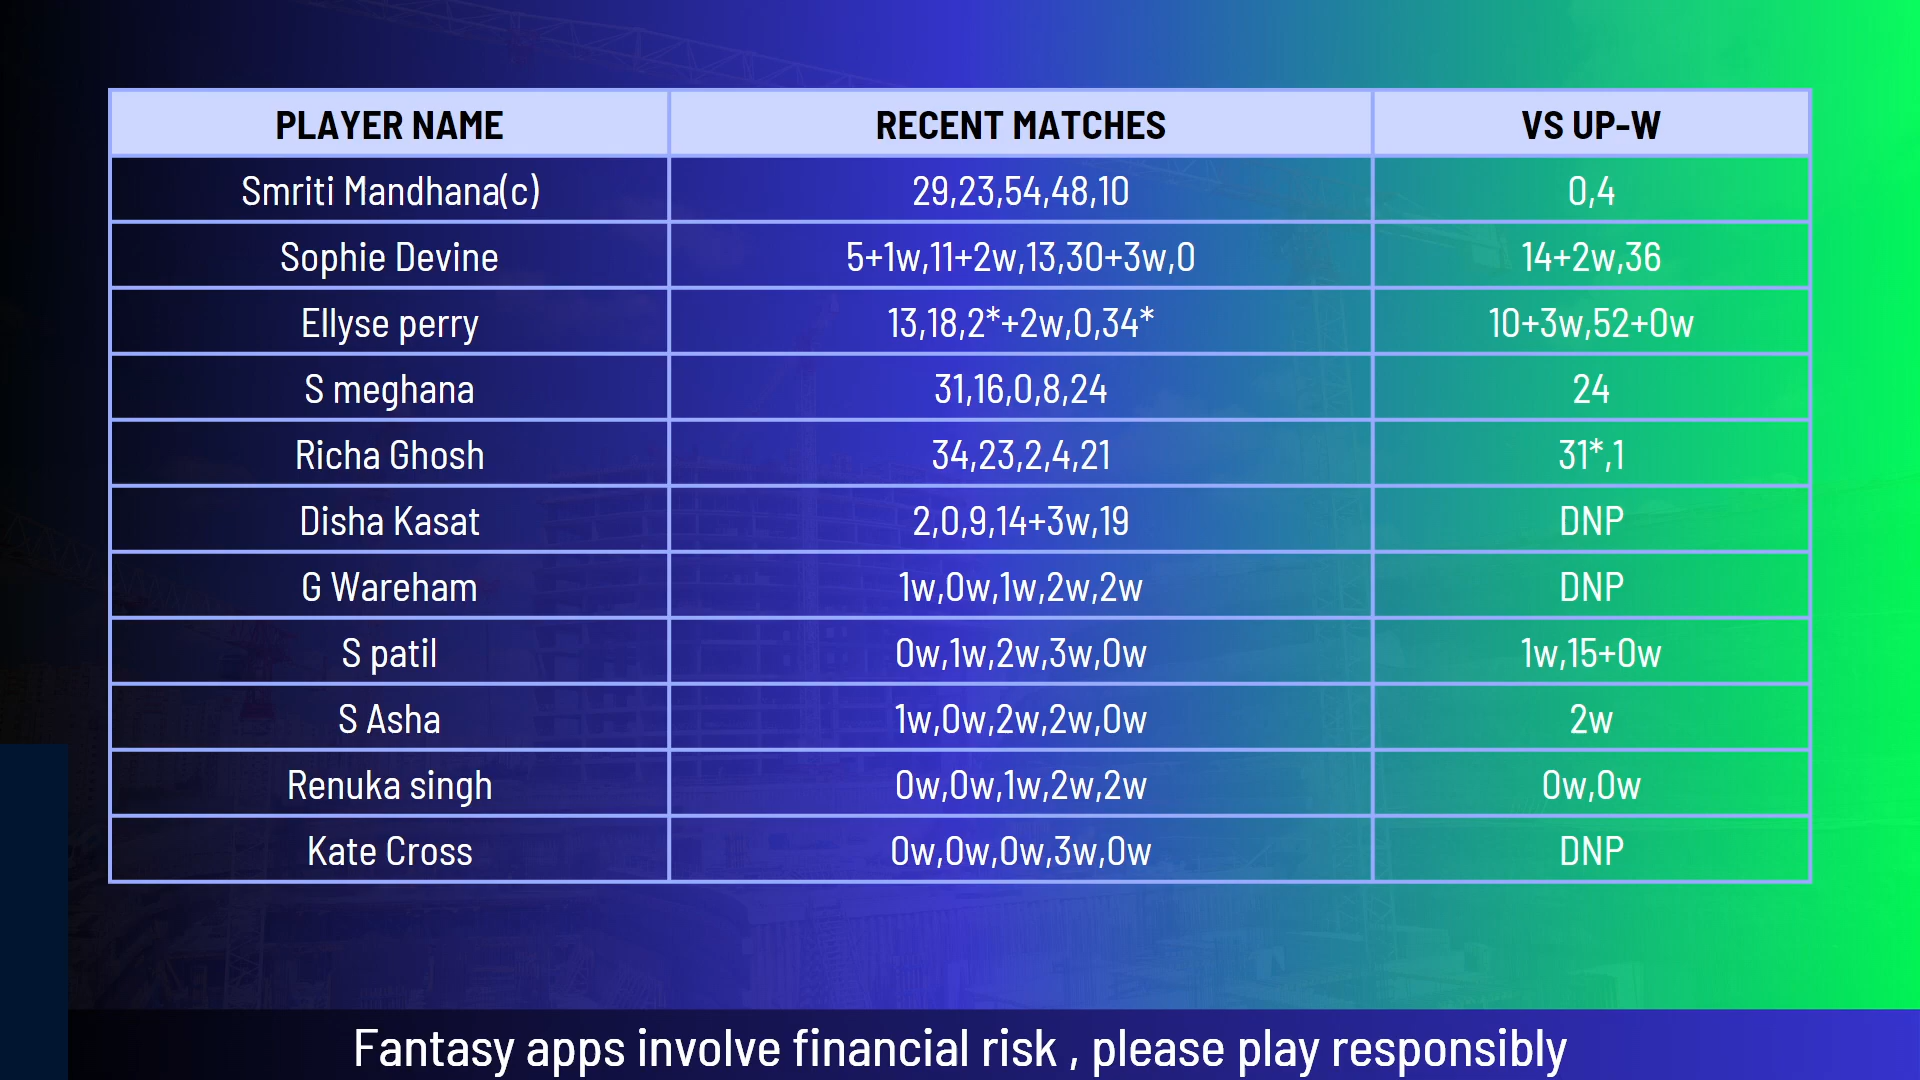 PLAYER NAME RECENT MATCHES VS UP-W
Smriti Mandhana(c) 29,23,54,48,10 0,4
Sophie Devine 5+1w,11+2w,13,30+3w,0 14+2w,36
Ellyse perry 13,18,2*+2w,0,34* 10+3w,52+0w
S meghana 31,16,0,8,24 24
Richa Ghosh 34,23,2,4,21 31*,1
Disha Kasat 2,0,9,14+3w,19 DNP
G Wareham 1w,0w,1w,2w,2w DNP
S patil 0w,1w,2w,3w,0w 1w,15+0w
S Asha 1w,0w,2w,2w,0w 2w
Renuka singh 0w,0w,1w,2w,2w 0w,0w
Kate Cross 0w,0w,0w,3w,0w DNP
Fantasy apps involve financial risk , please play responsibly